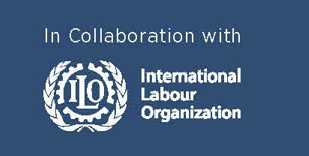 In Collaboration with
ILO
International
Labour
Organization